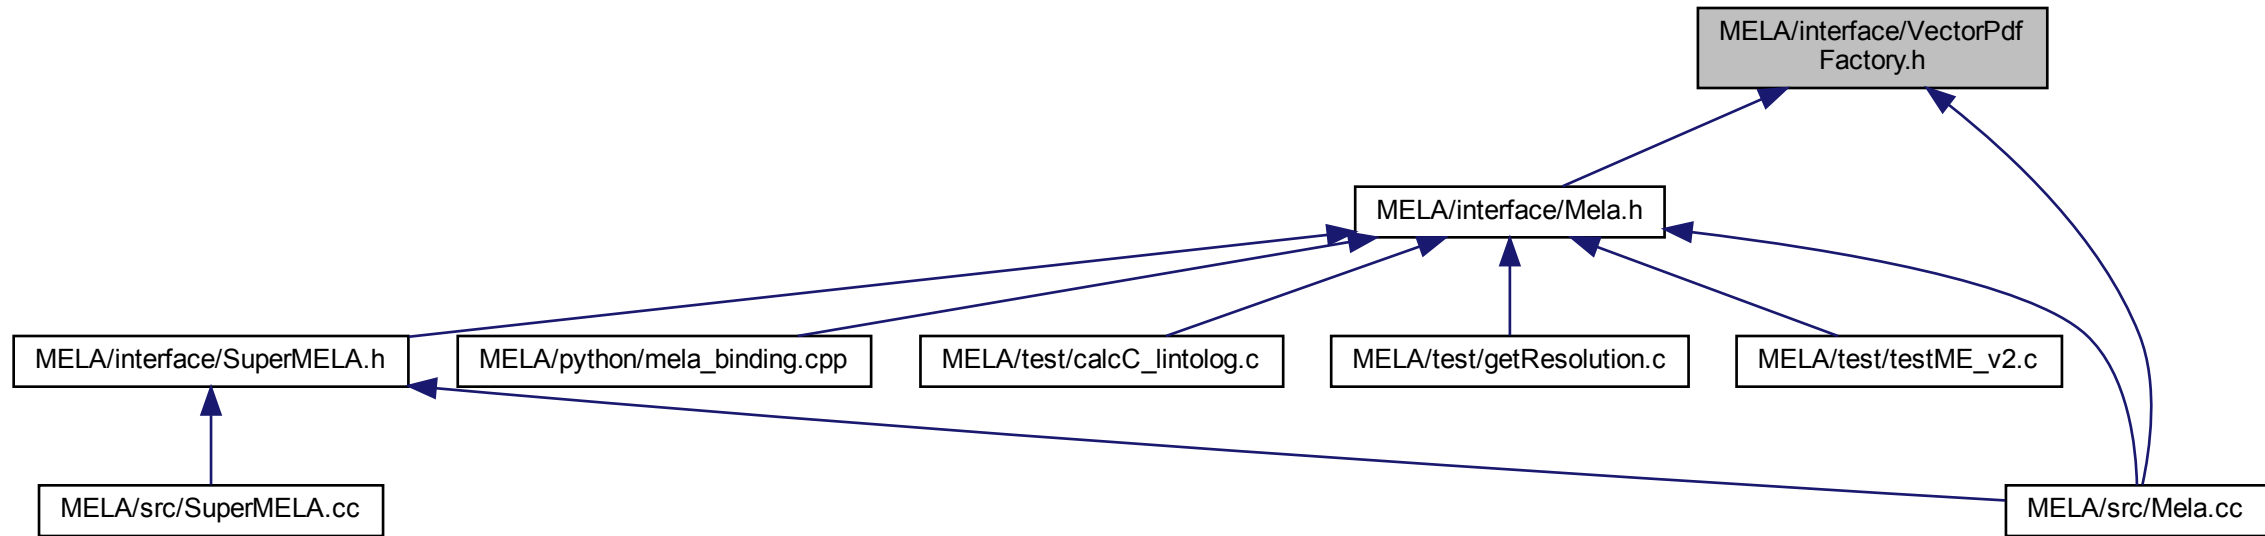 MELA/interface/VectorPdf
Factory.h
MELA/interface/Mela.h
MELA/interface/SuperMELA.h
MELA/python/mela_binding.cpp
MELA/test/calcC_lintolog.c
MELA/test/getResolution.c
MELA/test/testME_v2.c
MELA/src/SuperMELA.cc
MELA/src/Mela.cc